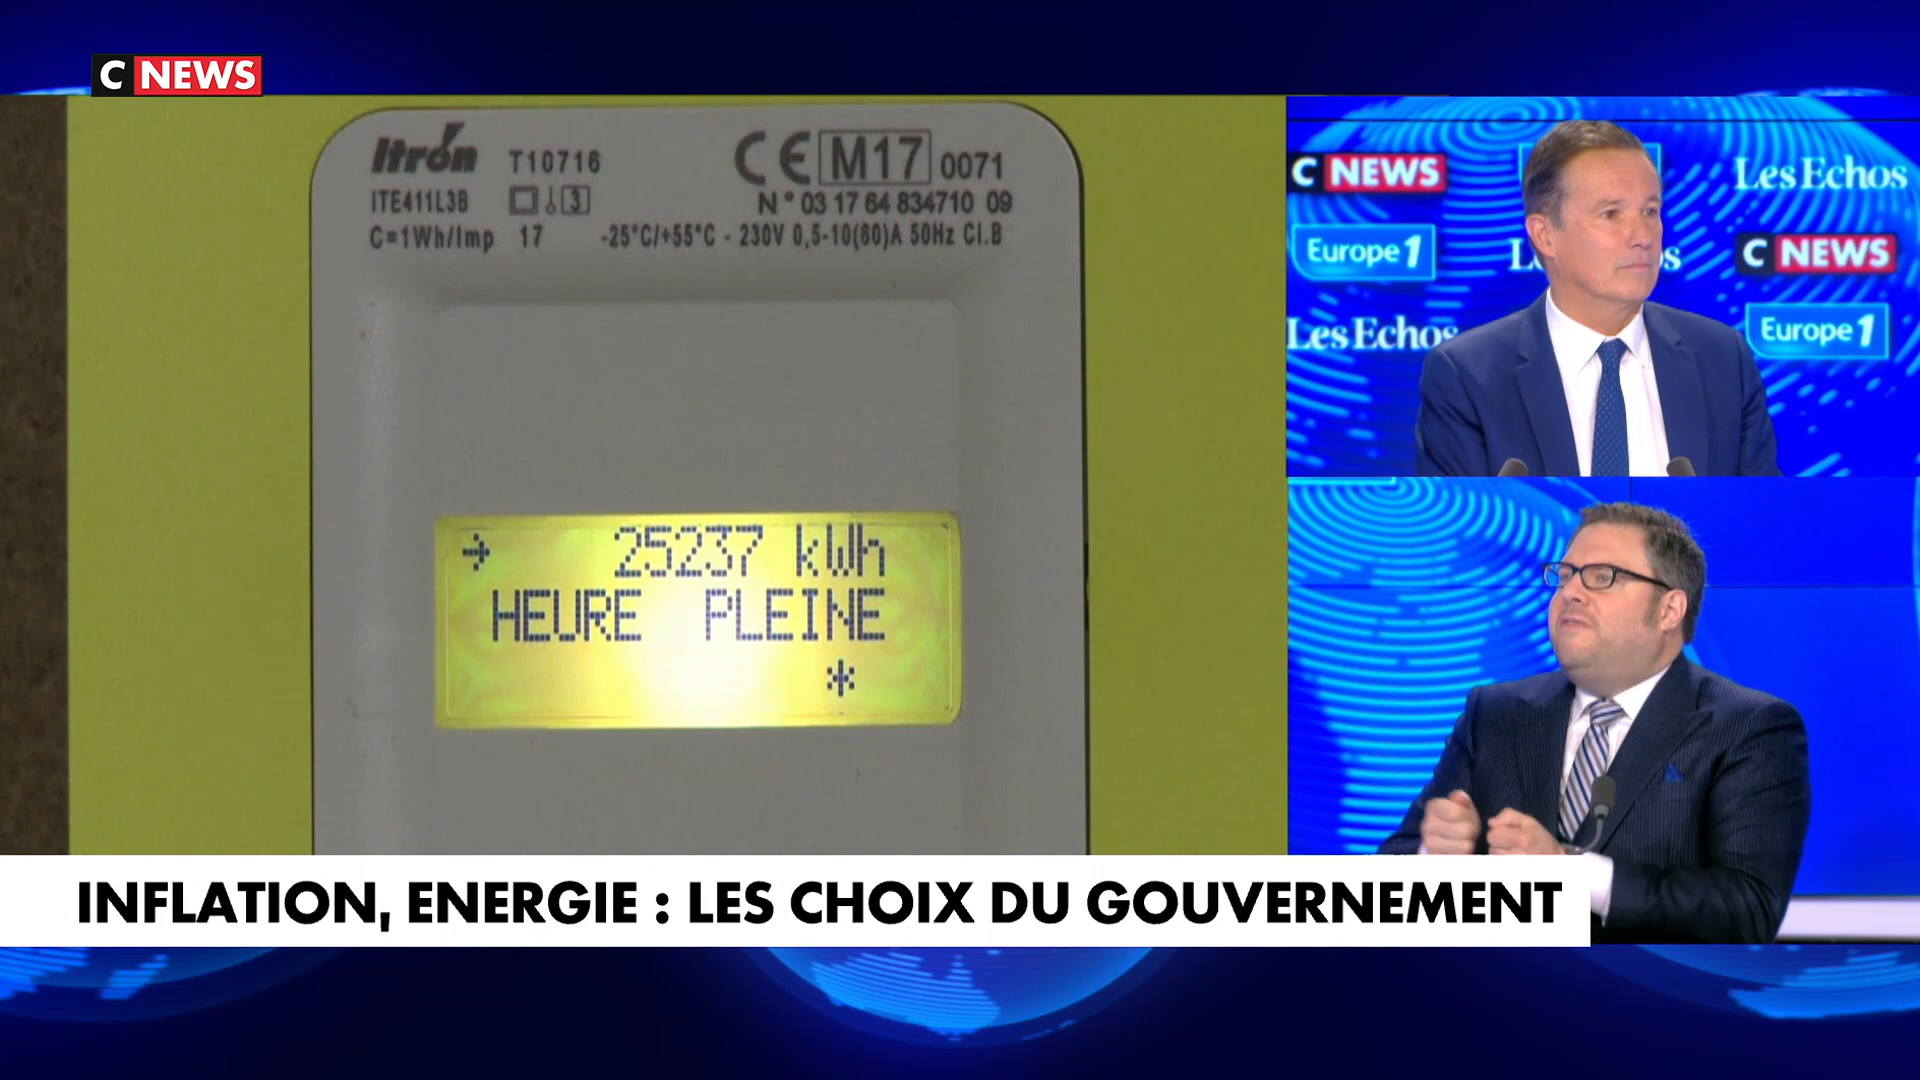 C NEWS
Itron T10716
CE M17 0071
ITE411L3B 3
N° 03 17 64 834710 09
C=1Wh/Imp 17 -25°C/+55°C - 230V 0,5-10(60)A 50Hz Cl.B
→ 25237 kWh
HEURE PLEINE
*
C NEWS
Les Echos
Europe 1
C NEWS
Les Echos
Europe 1
INFLATION, ENERGIE : LES CHOIX DU GOUVERNEMENT